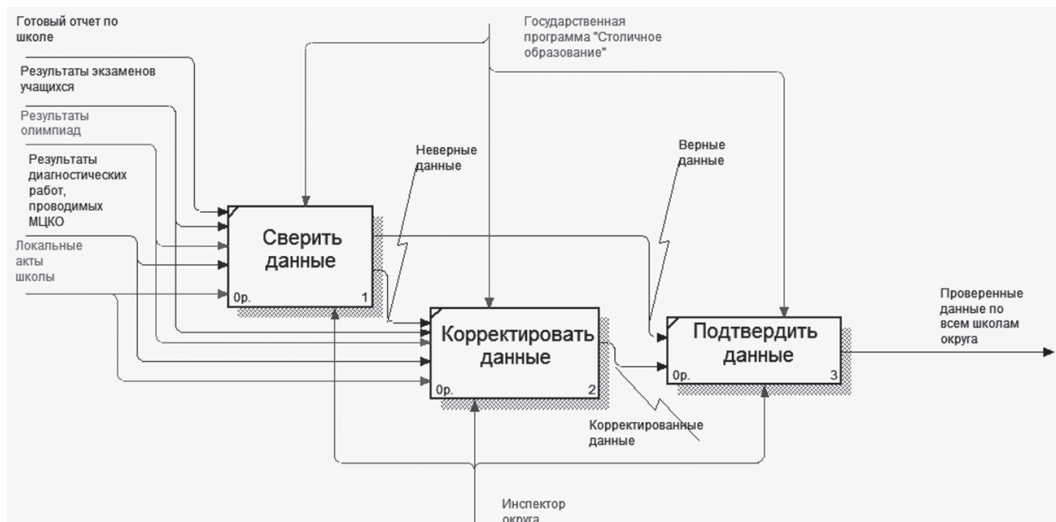 Готовый отчет по
школе
Результаты экзаменов
учащихся
Результаты
олимпиад
Результаты
диагностических
работ,
проводимых
МЦКО
Локальные
акты
школы
Государственная
программа "Столичное
образование"
Неверные
данные
Верные
данные
Сверить
данные
0р. 1
Корректировать
данные
0р. 2
Подтвердить
данные
0р. 3
Проверенные
данные по
всем школам
округа
Корректированные
данные
Инспектор
округа